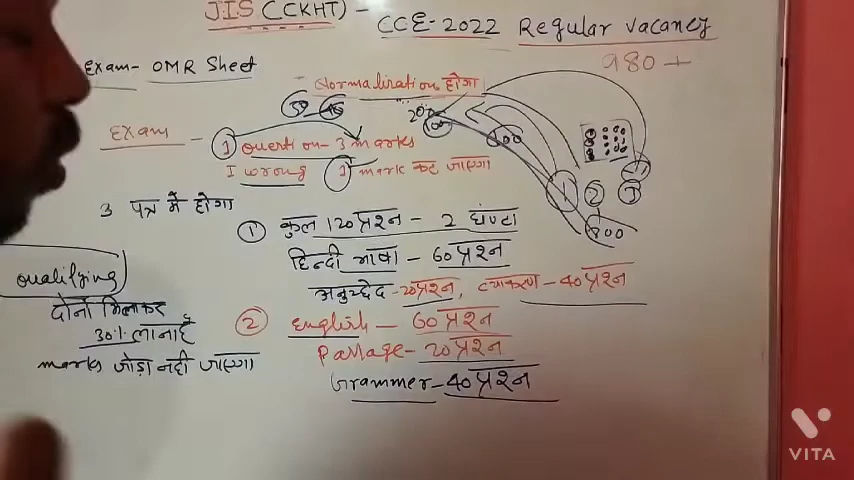 JIS (CCKHT) - CCE-2022 Regular Vacancy
980 +
Exam- OMR Sheet
Normalization होगा
Exam - ① Question- 3 marks
1 wrong ① mark कट जाएगा
200
100
400
1 2 3
3 पत्र में होगा
① कुल 120 प्रश्न - 2 घंण्टा
हिन्दी भाषा - 60 प्रश्न
अनुच्छेद - 20 प्रश्न, व्याकरण - 40 प्रश्न
Qualifying
दोनों मिलाकर
30% लाना है
marks जोड़ा नहीं जाएगा
② English - 60 प्रश्न
Passage- 20 प्रश्न
Grammer - 40 प्रश्न
VITA